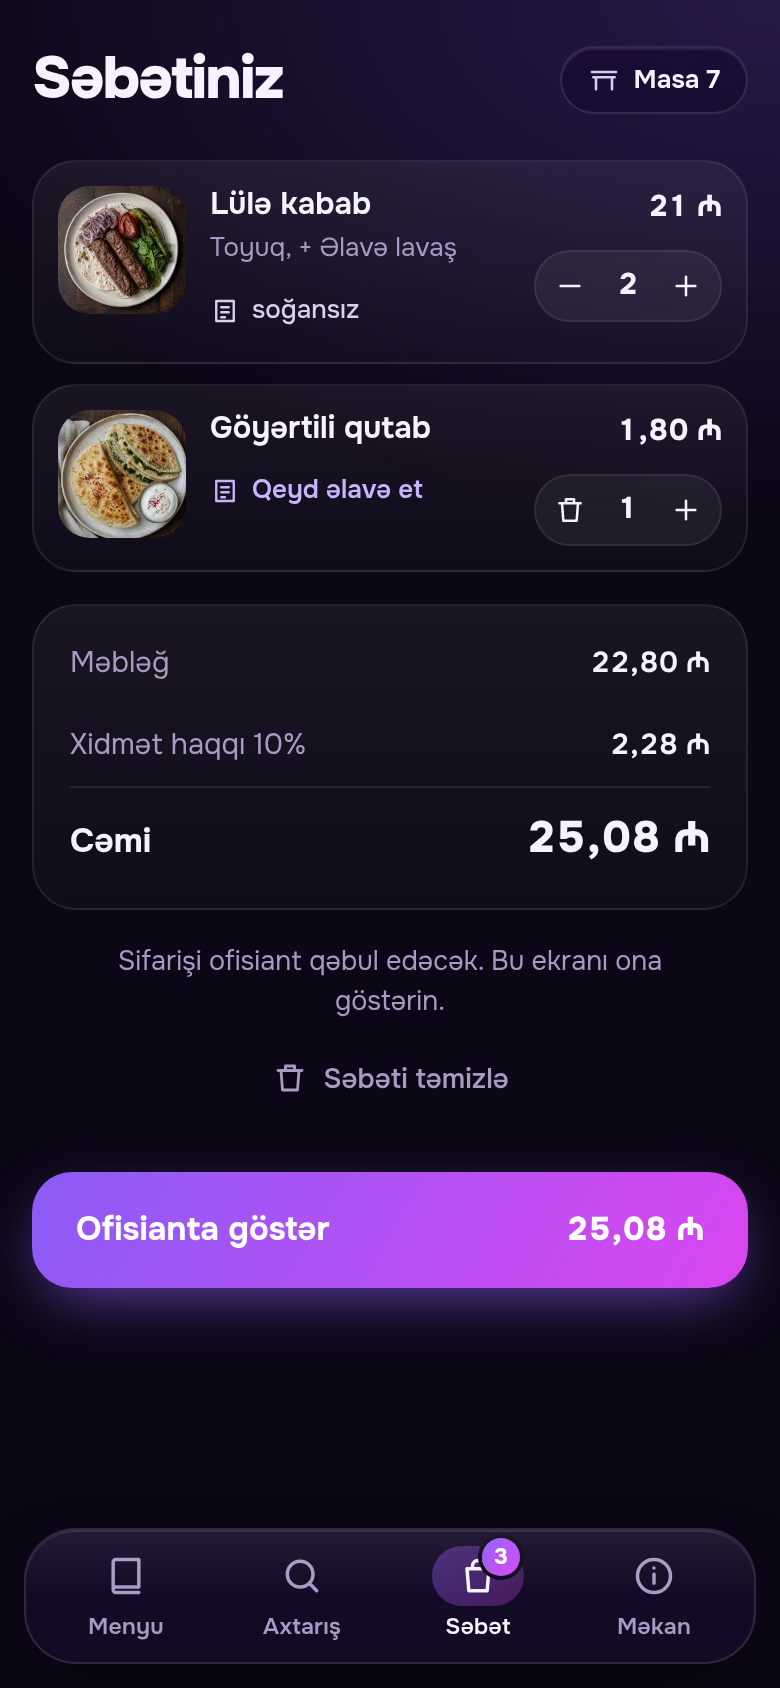 Səbətiniz
Masa 7
Lülə kabab
21 ₼
Toyuq, + Əlavə lavaş
2
soğansız
Göyərtili qutab
1,80 ₼
Qeyd əlavə et
1
Məbləğ
22,80 ₼
Xidmət haqqı 10%
2,28 ₼
Cəmi
25,08 ₼
Sifarişi ofisiant qəbul edəcək. Bu ekranı ona
göstərin.
Səbəti təmizlə
Ofisianta göstər
25,08 ₼
3
Menyu
Axtarış
Səbət
Məkan